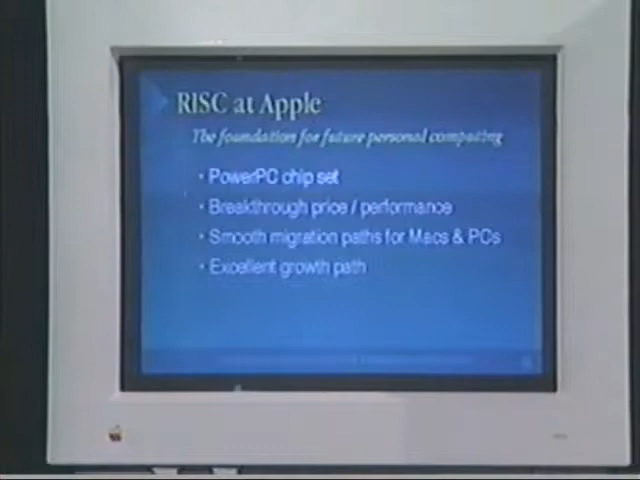 RISC at Apple
The foundation for future personal computing
· PowerPC chip set
· Breakthrough price / performance
· Smooth migration paths for Macs & PCs
· Excellent growth path